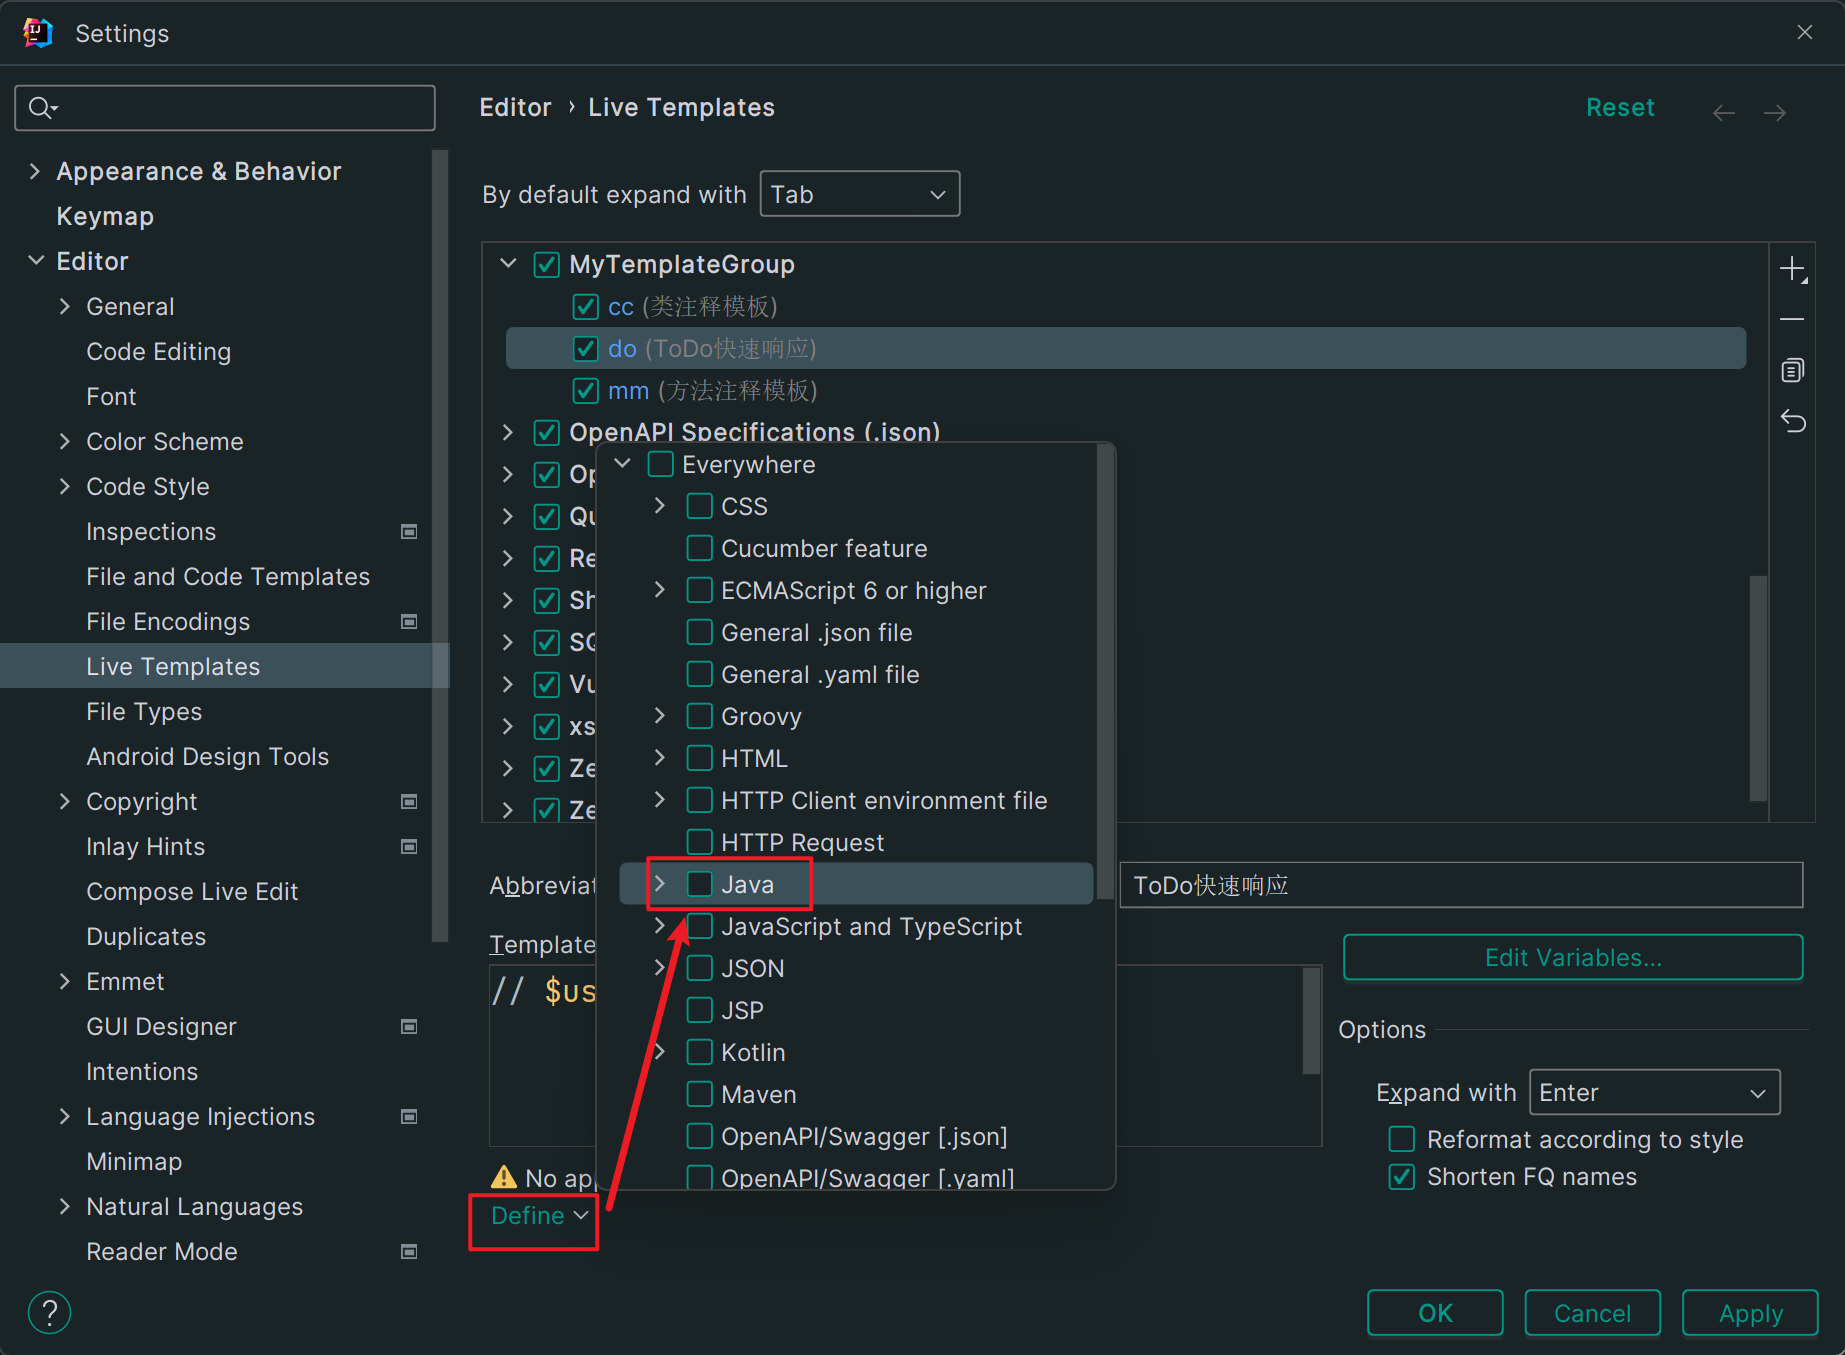 Settings
Editor › Live Templates
Reset
Appearance & Behavior
Keymap
Editor
General
Code Editing
Font
Color Scheme
Code Style
Inspections
File and Code Templates
File Encodings
Live Templates
File Types
Android Design Tools
Copyright
Inlay Hints
Compose Live Edit
Duplicates
Emmet
GUI Designer
Intentions
Language Injections
Minimap
Natural Languages
Reader Mode
By default expand with Tab
MyTemplateGroup
cc (类注释模板)
do (ToDo快速响应)
mm (方法注释模板)
OpenAPI Specifications (.json)
Op
Qu
Re
Sh
SQ
Vu
xs
Ze
Ze
Everywhere
CSS
Cucumber feature
ECMAScript 6 or higher
General .json file
General .yaml file
Groovy
HTML
HTTP Client environment file
HTTP Request
Java
JavaScript and TypeScript
JSON
JSP
Kotlin
Maven
OpenAPI/Swagger [.json]
OpenAPI/Swagger [.yaml]
Abbreviat
ToDo快速响应
Template
// $us
Edit Variables...
Options
Expand with Enter
Reformat according to style
Shorten FQ names
No app
Define
?
OK
Cancel
Apply